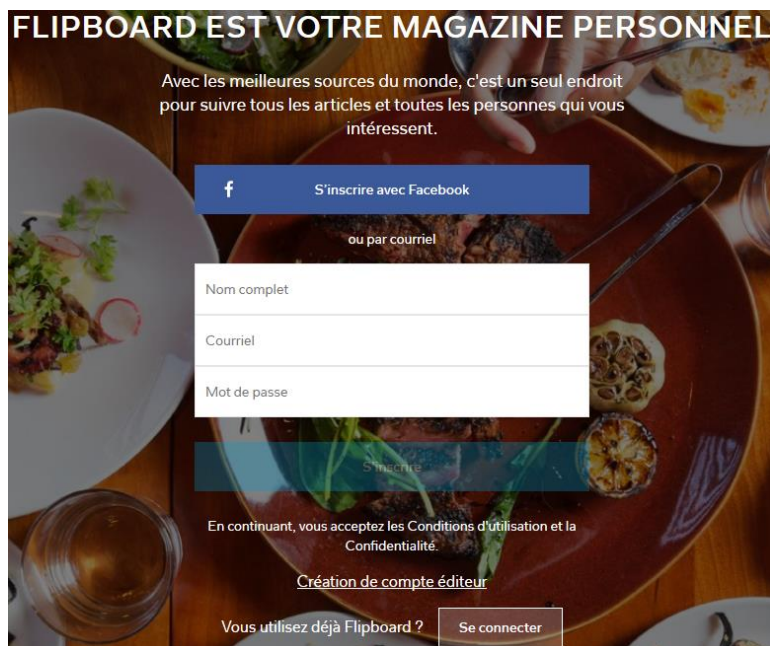 FLIPBOARD EST VOTRE MAGAZINE PERSONNEL
Avec les meilleures sources du monde, c'est un seul endroit
pour suivre tous les articles et toutes les personnes qui vous
intéressent.
f S'inscrire avec Facebook
ou par courriel
Nom complet
Courriel
Mot de passe
S'inscrire
En continuant, vous acceptez les Conditions d'utilisation et la
Confidentialité.
Création de compte éditeur
Vous utilisez déjà Flipboard ? Se connecter